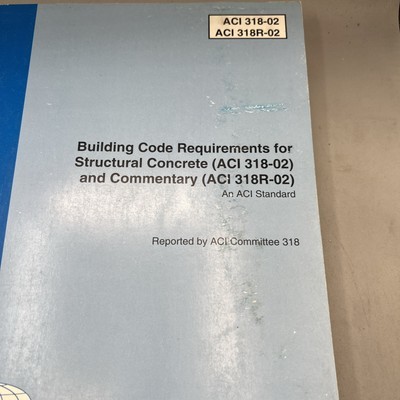 ACI 318-02
ACI 318R-02
Building Code Requirements for
Structural Concrete (ACI 318-02)
and Commentary (ACI 318R-02)
An ACI Standard
Reported by ACI Committee 318